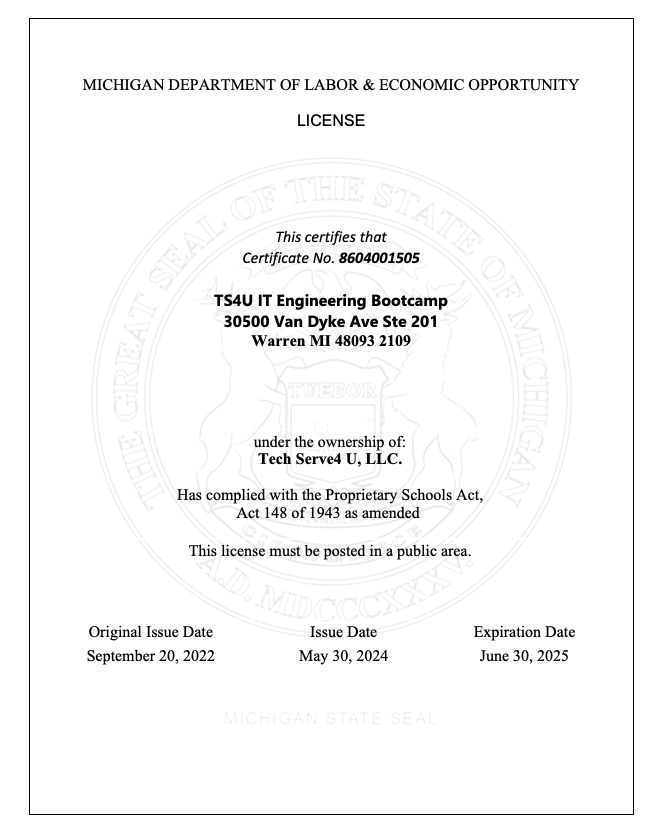 MICHIGAN DEPARTMENT OF LABOR & ECONOMIC OPPORTUNITY
LICENSE
THE GREAT SEAL OF THE STATE OF MICHIGAN
This certifies that
Certificate No. 8604001505
TS4U IT Engineering Bootcamp
30500 Van Dyke Ave Ste 201
Warren MI 48093 2109
TUEBOR
under the ownership of:
Tech Serve4 U, LLC.
Has complied with the Proprietary Schools Act,
Act 148 of 1943 as amended
This license must be posted in a public area.
A.D. MDCCCXXXV.
Original Issue Date Issue Date Expiration Date
September 20, 2022 May 30, 2024 June 30, 2025
MICHIGAN STATE SEAL